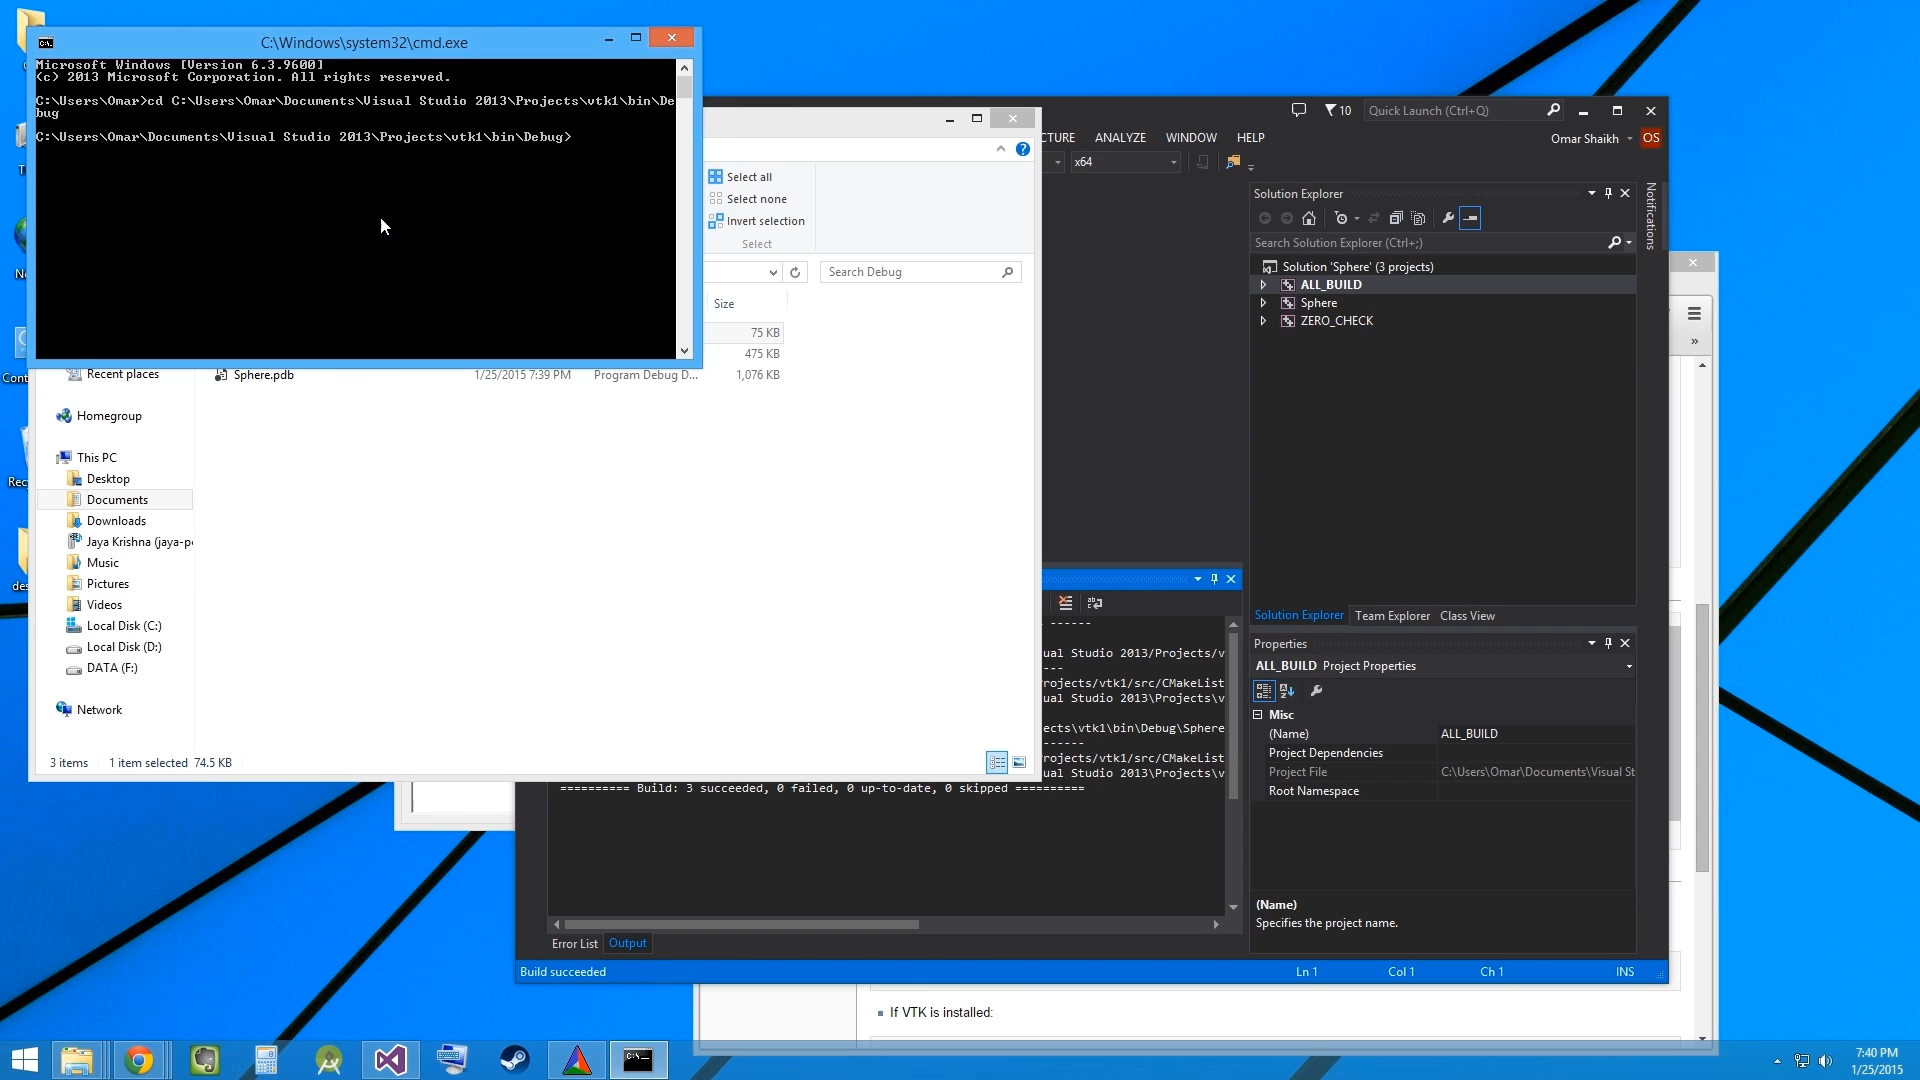 C:\Windows\system32\cmd.exe
Microsoft Windows [Version 6.3.9600]
(c) 2013 Microsoft Corporation. All rights reserved.
C:\Users\Omar>cd C:\Users\Omar\Documents\Visual Studio 2013\Projects\vtk1\bin\De
bug
C:\Users\Omar\Documents\Visual Studio 2013\Projects\vtk1\bin\Debug>
Select all
Select none
Invert selection
Select
Search Debug
Size
75 KB
475 KB
Sphere.pdb 1/25/2015 7:39 PM Program Debug D... 1,076 KB
Recent places
Homegroup
This PC
Desktop
Documents
Downloads
Jaya Krishna (jaya-p
Music
Pictures
Videos
Local Disk (C:)
Local Disk (D:)
DATA (F:)
Network
3 items 1 item selected 74.5 KB
10
Quick Launch (Ctrl+Q)
CTURE ANALYZE WINDOW HELP
Omar Shaikh OS
x64
Notifications
Solution Explorer
Search Solution Explorer (Ctrl+;)
Solution 'Sphere' (3 projects)
ALL_BUILD
Sphere
ZERO_CHECK
Solution Explorer Team Explorer Class View
Properties
ALL_BUILD Project Properties
Misc
(Name) ALL_BUILD
Project Dependencies
Project File C:\Users\Omar\Documents\Visual St
Root Namespace
(Name)
Specifies the project name.
------
ual Studio 2013/Projects/v
---
rojects/vtk1/src/CMakeList
ual Studio 2013\Projects\v
ects\vtk1\bin\Debug\Sphere
------
rojects/vtk1/src/CMakeList
ual Studio 2013\Projects\v
========== Build: 3 succeeded, 0 failed, 0 up-to-date, 0 skipped ==========
Error List Output
Build succeeded Ln 1 Col 1 Ch 1 INS
If VTK is installed:
7:40 PM
1/25/2015